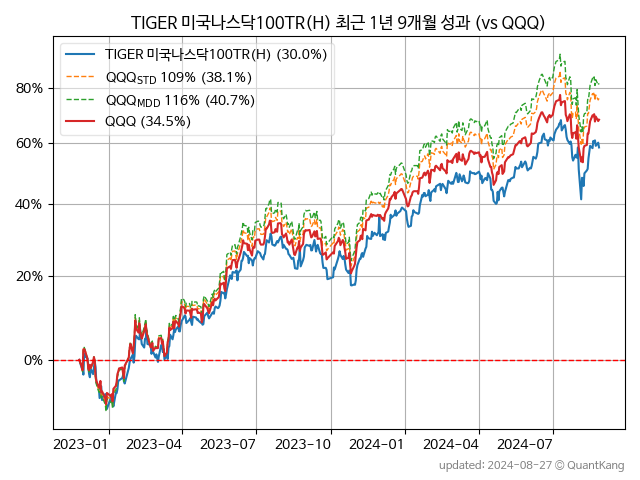 TIGER 미국나스닥100TR(H) 최근 1년 9개월 성과 (vs QQQ)
TIGER 미국나스닥100TR(H) (30.0%)
QQQSTD 109% (38.1%)
QQQMDD 116% (40.7%)
QQQ (34.5%)
80%
60%
40%
20%
0%
2023-01 2023-04 2023-07 2023-10 2024-01 2024-04 2024-07
updated: 2024-08-27 © QuantKang